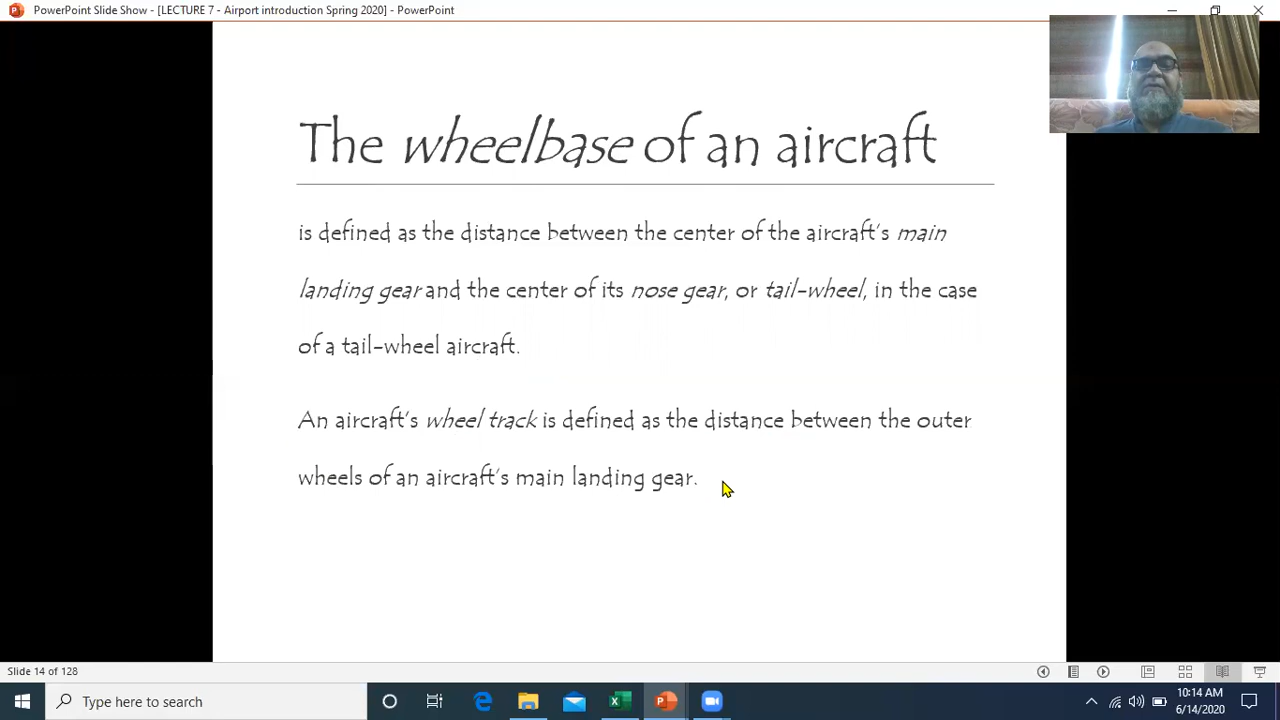 PowerPoint Slide Show - [LECTURE 7 - Airport introduction Spring 2020] - PowerPoint
The wheelbase of an aircraft
is defined as the distance between the center of the aircraft's main
landing gear and the center of its nose gear, or tail-wheel, in the case
of a tail-wheel aircraft.
An aircraft's wheel track is defined as the distance between the outer
wheels of an aircraft's main landing gear.
Slide 14 of 128
Type here to search
10:14 AM
6/14/2020